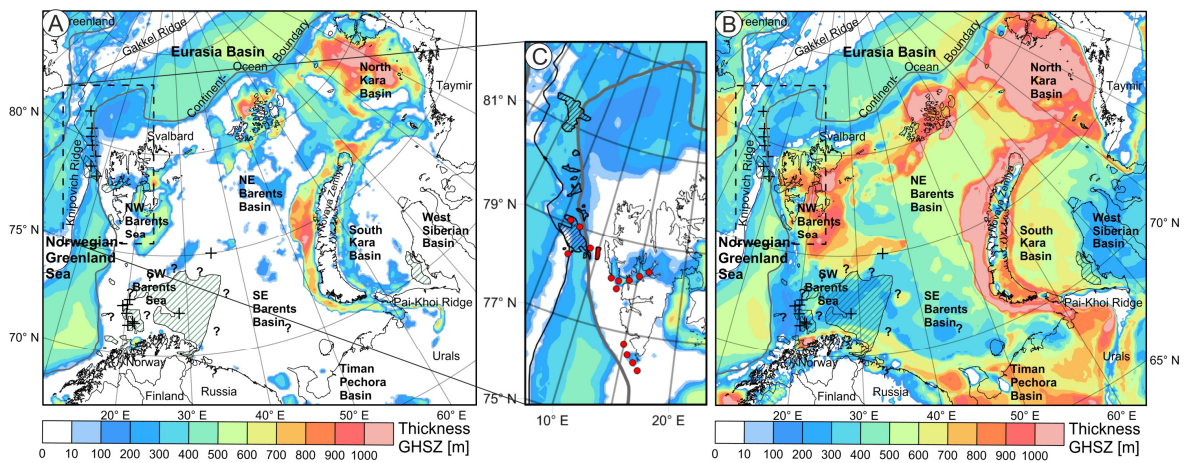 A
reenland
Gakkel Ridge
Eurasia Basin
Continent-
Ocean
Boundary
North
Kara
Basin
Taymir
80° N
Svalbard
Knipovich Ridge
NW
Barents
Sea
NE
Barents
Basin
Novaya Zemlya
South
Kara
Basin
West
Siberian
Basin
75° N
Norwegian
Greenland
Sea
SW
Barents
Sea
?
?
?
?
?
?
?
SE
Barents
Basin
?
Pai-Khoi Ridge
70° N
Norway
Urals
Timan
Pechora
Basin
Finland
Russia
20° E
30° E
40° E
50° E
60° E
Thickness
GHSZ [m]
0
10
100
200
300
400
500
600
700
800
900
1000
C
81° N
79° N
77° N
75° N
10° E
15° E
20° E
B
reenland
Gakkel Ridge
Eurasia Basin
Continent-
Ocean
Boundary
North
Kara
Basin
Taymir
Svalbard
Knipovich Ridge
NW
Barents
Sea
NE
Barents
Basin
Novaya Zemlya
South
Kara
Basin
West
Siberian
Basin
70° N
Norwegian
Greenland
Sea
SW
Barents
Sea
?
?
?
?
?
?
SE
Barents
Basin
?
Pai-Khoi Ridge
Norway
Urals
65° N
Timan
Pechora
Basin
Finland
Russia
20° E
30° E
40° E
50° E
60° E
Thickness
GHSZ [m]
0
10
100
200
300
400
500
600
700
800
900
1000